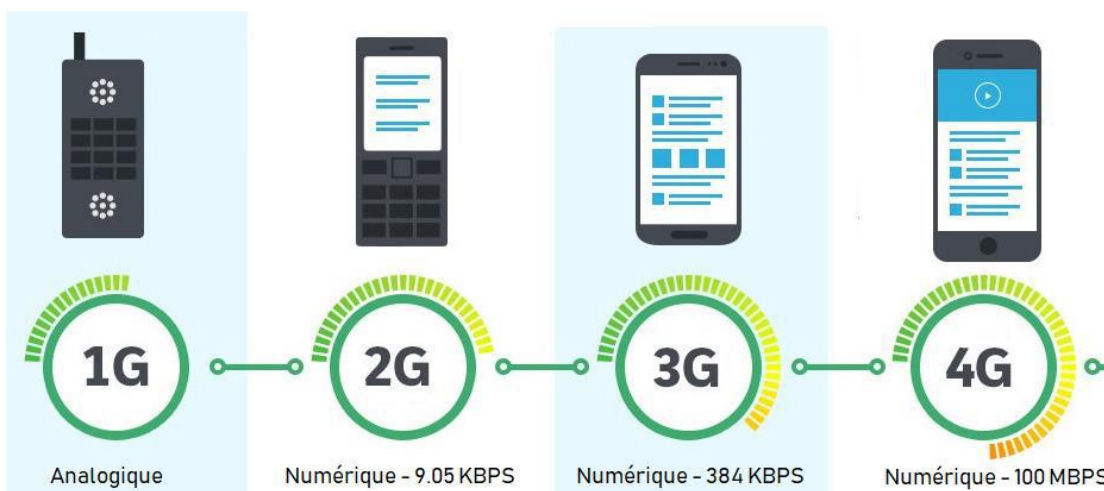 1G
2G
3G
4G
Analogique
Numérique - 9.05 KBPS
Numérique - 384 KBPS
Numérique - 100 MBPS